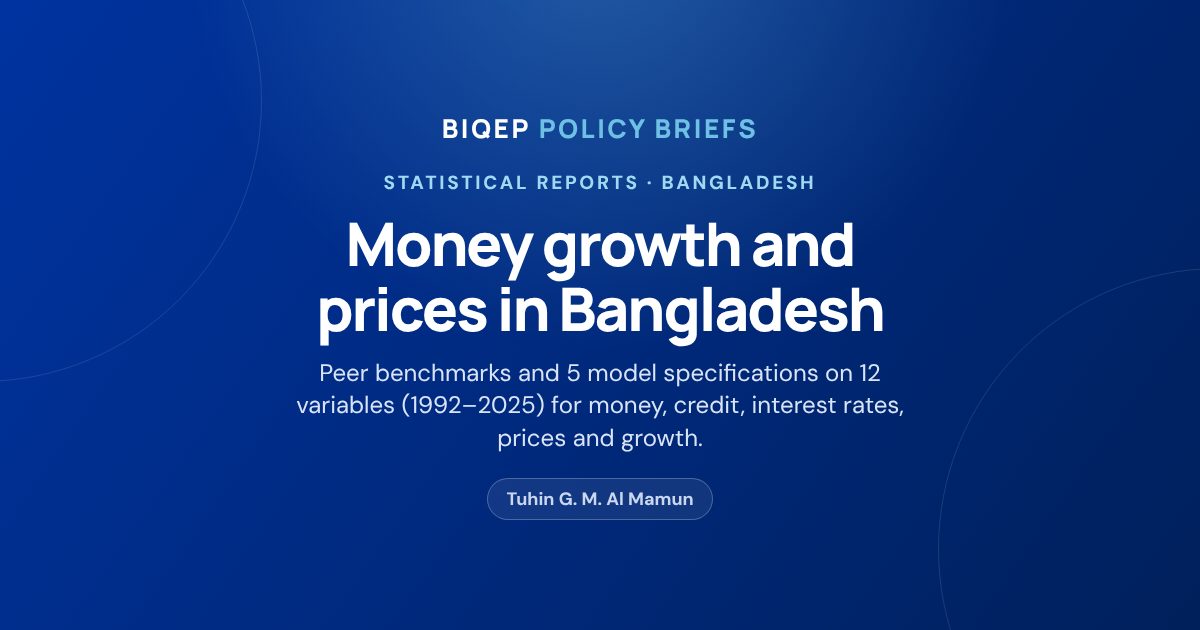 BIQEP POLICY BRIEFS
STATISTICAL REPORTS · BANGLADESH
Money growth and
prices in Bangladesh
Peer benchmarks and 5 model specifications on 12
variables (1992–2025) for money, credit, interest rates,
prices and growth.
Tuhin G. M. Al Mamun